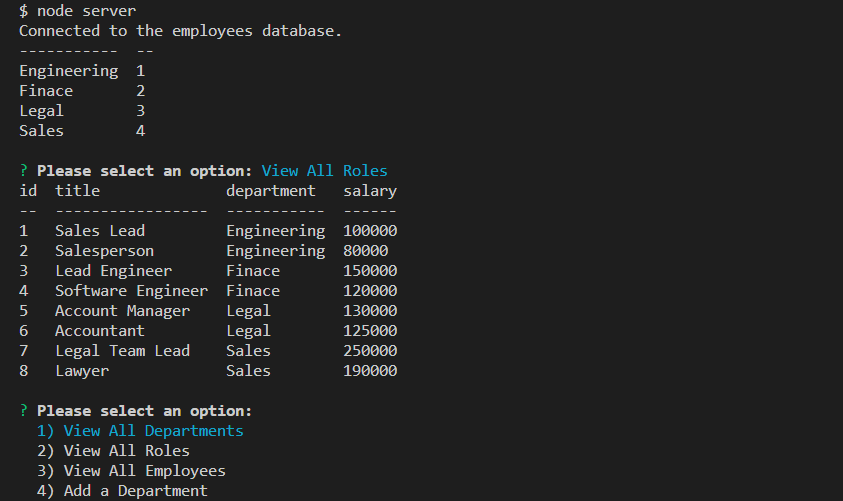 $ node server
Connected to the employees database.
----------- --
Engineering 1
Finace 2
Legal 3
Sales 4
? Please select an option: View All Roles
id title department salary
-- ----------------- ----------- ------
1 Sales Lead Engineering 100000
2 Salesperson Engineering 80000
3 Lead Engineer Finace 150000
4 Software Engineer Finace 120000
5 Account Manager Legal 130000
6 Accountant Legal 125000
7 Legal Team Lead Sales 250000
8 Lawyer Sales 190000
? Please select an option:
1) View All Departments
2) View All Roles
3) View All Employees
4) Add a Department